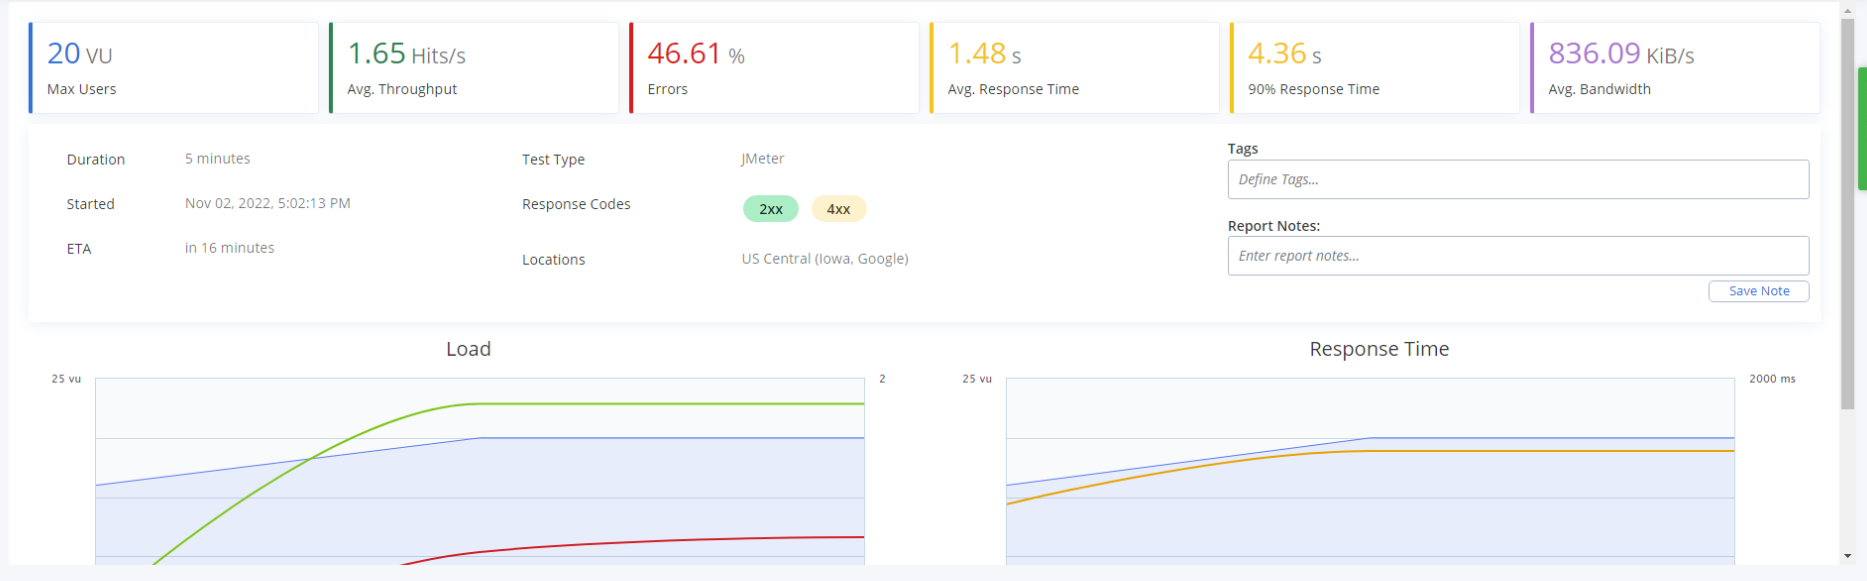 20 VU
Max Users
1.65 Hits/s
Avg. Throughput
46.61 %
Errors
1.48 s
Avg. Response Time
4.36 s
90% Response Time
836.09 KiB/s
Avg. Bandwidth
Duration 5 minutes
Started Nov 02, 2022, 5:02:13 PM
ETA in 16 minutes
Test Type JMeter
Response Codes 2xx 4xx
Locations US Central (Iowa, Google)
Tags
Define Tags...
Report Notes:
Enter report notes...
Save Note
Load
25 vu 2
Response Time
25 vu 2000 ms